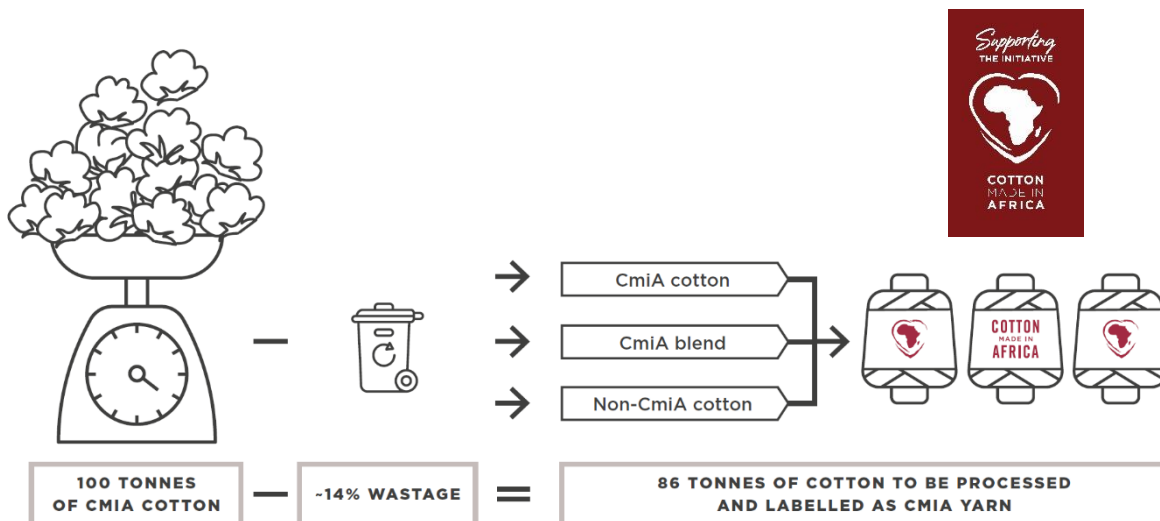 Supporting
THE INITIATIVE
COTTON
MADE IN
AFRICA
CmiA cotton
CmiA blend
Non-CmiA cotton
COTTON
MADE IN
AFRICA
100 TONNES
OF CMIA COTTON
~14% WASTAGE
86 TONNES OF COTTON TO BE PROCESSED
AND LABELLED AS CMIA YARN